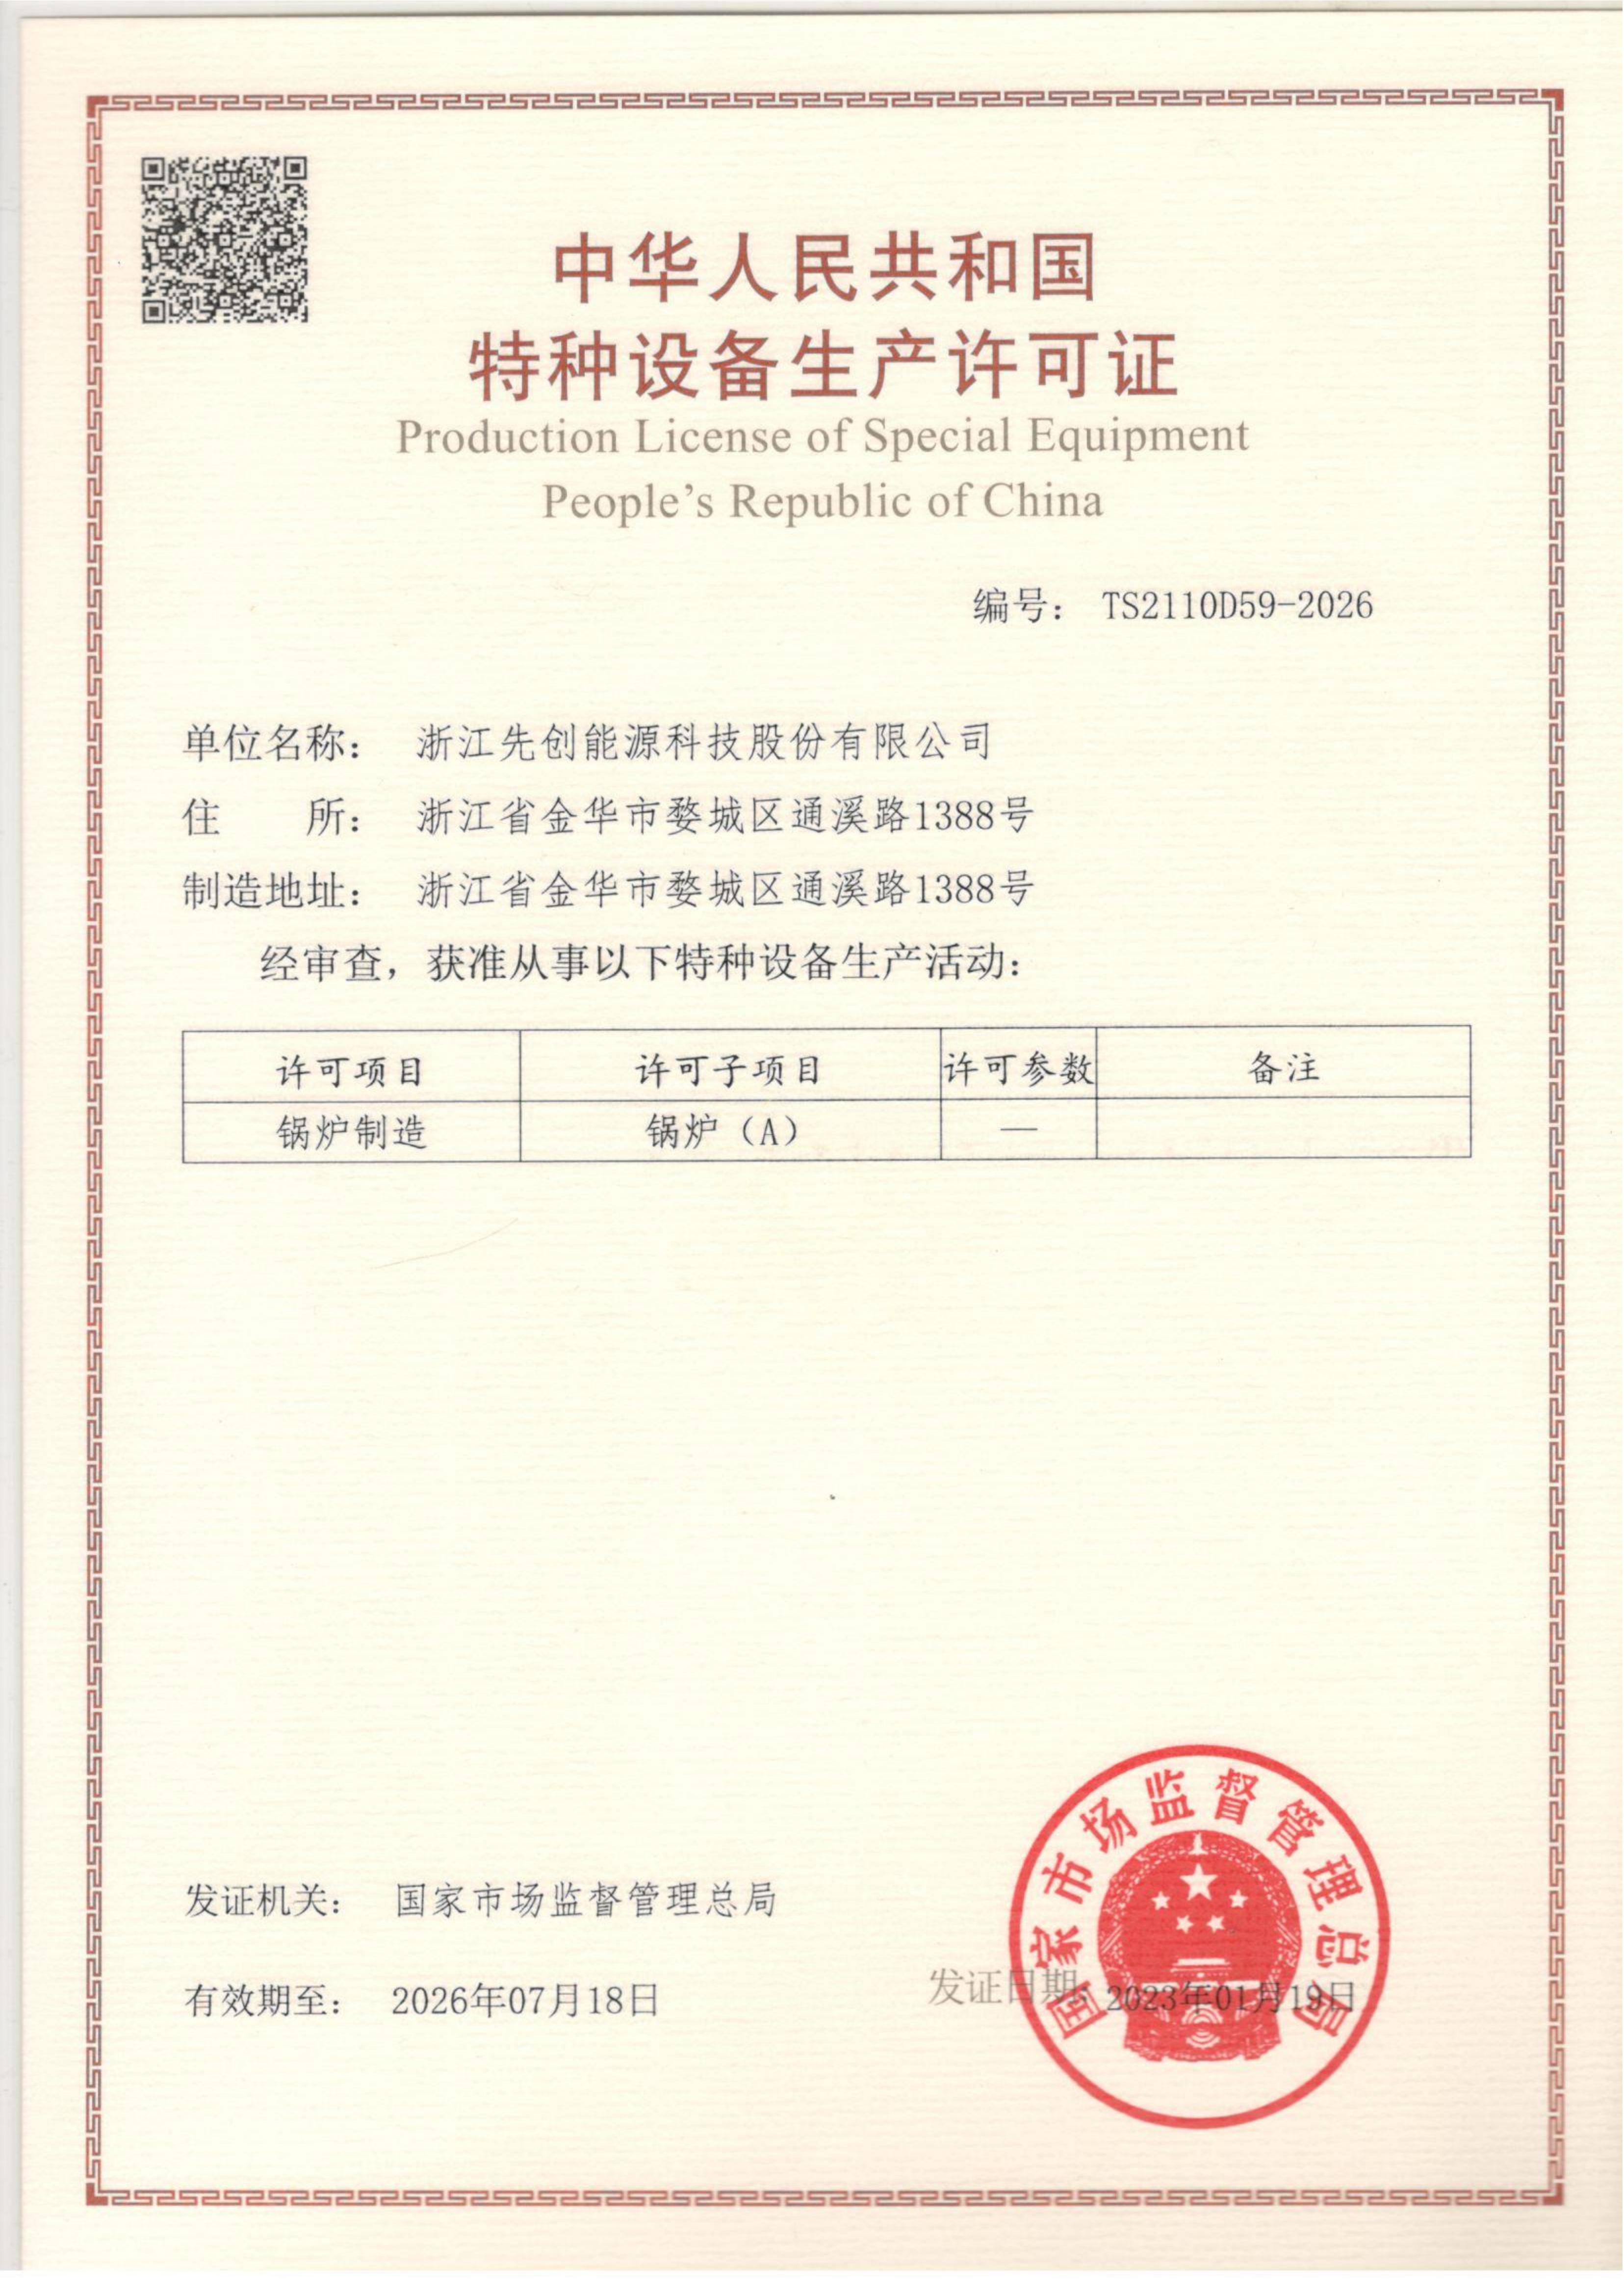 中华人民共和国
特种设备生产许可证
Production License of Special Equipment
People's Republic of China
编号： TS2110D59-2026
单位名称： 浙江先创能源科技股份有限公司
住 所： 浙江省金华市婺城区通溪路1388号
制造地址： 浙江省金华市婺城区通溪路1388号
经审查，获准从事以下特种设备生产活动：
许可项目 许可子项目 许可参数 备注
锅炉制造 锅炉（A） —
国家市场监督管理总局
发证机关： 国家市场监督管理总局
有效期至： 2026年07月18日 发证日期：2023年01月19日